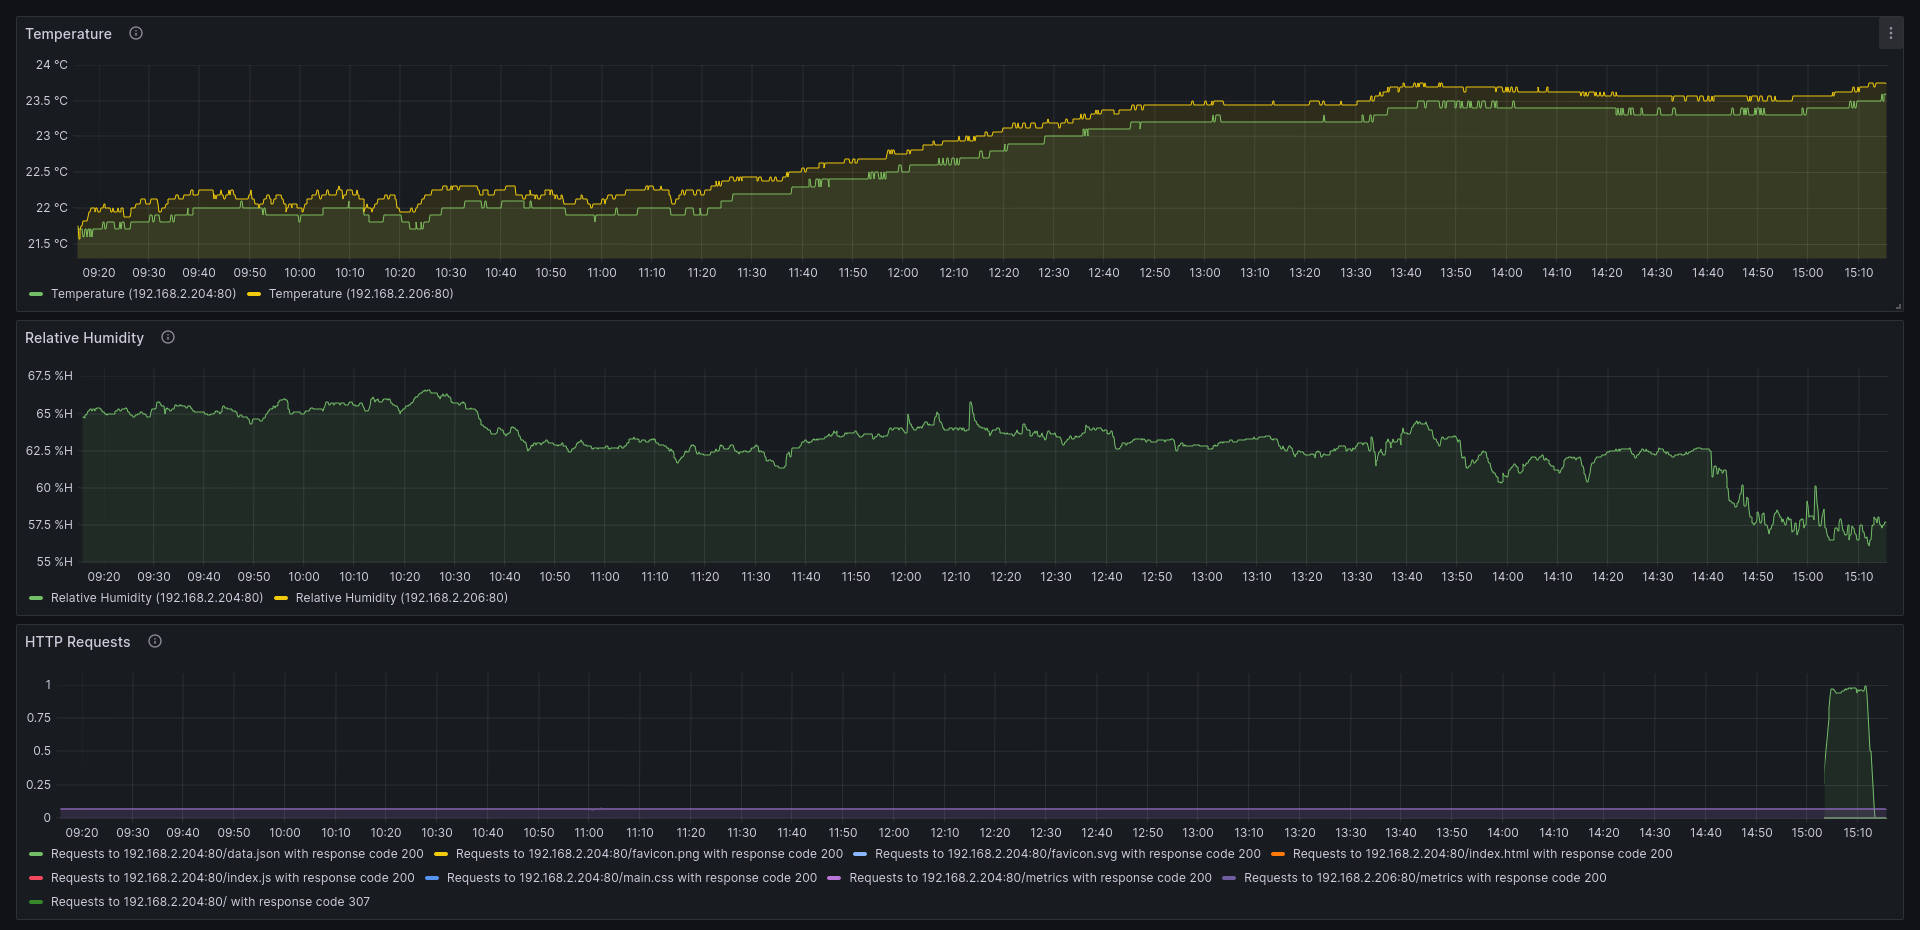 Temperature
24 °C
23.5 °C
23 °C
22.5 °C
22 °C
21.5 °C
09:20 09:30 09:40 09:50 10:00 10:10 10:20 10:30 10:40 10:50 11:00 11:10 11:20 11:30 11:40 11:50 12:00 12:10 12:20 12:30 12:40 12:50 13:00 13:10 13:20 13:30 13:40 13:50 14:00 14:10 14:20 14:30 14:40 14:50 15:00 15:10
Temperature (192.168.2.204:80) Temperature (192.168.2.206:80)
Relative Humidity
67.5 %H
65 %H
62.5 %H
60 %H
57.5 %H
55 %H
09:20 09:30 09:40 09:50 10:00 10:10 10:20 10:30 10:40 10:50 11:00 11:10 11:20 11:30 11:40 11:50 12:00 12:10 12:20 12:30 12:40 12:50 13:00 13:10 13:20 13:30 13:40 13:50 14:00 14:10 14:20 14:30 14:40 14:50 15:00 15:10
Relative Humidity (192.168.2.204:80) Relative Humidity (192.168.2.206:80)
HTTP Requests
1
0.75
0.5
0.25
0
09:20 09:30 09:40 09:50 10:00 10:10 10:20 10:30 10:40 10:50 11:00 11:10 11:20 11:30 11:40 11:50 12:00 12:10 12:20 12:30 12:40 12:50 13:00 13:10 13:20 13:30 13:40 13:50 14:00 14:10 14:20 14:30 14:40 14:50 15:00 15:10
Requests to 192.168.2.204:80/data.json with response code 200 Requests to 192.168.2.204:80/favicon.png with response code 200 Requests to 192.168.2.204:80/favicon.svg with response code 200 Requests to 192.168.2.204:80/index.html with response code 200
Requests to 192.168.2.204:80/index.js with response code 200 Requests to 192.168.2.204:80/main.css with response code 200 Requests to 192.168.2.204:80/metrics with response code 200 Requests to 192.168.2.206:80/metrics with response code 200
Requests to 192.168.2.204:80/ with response code 307